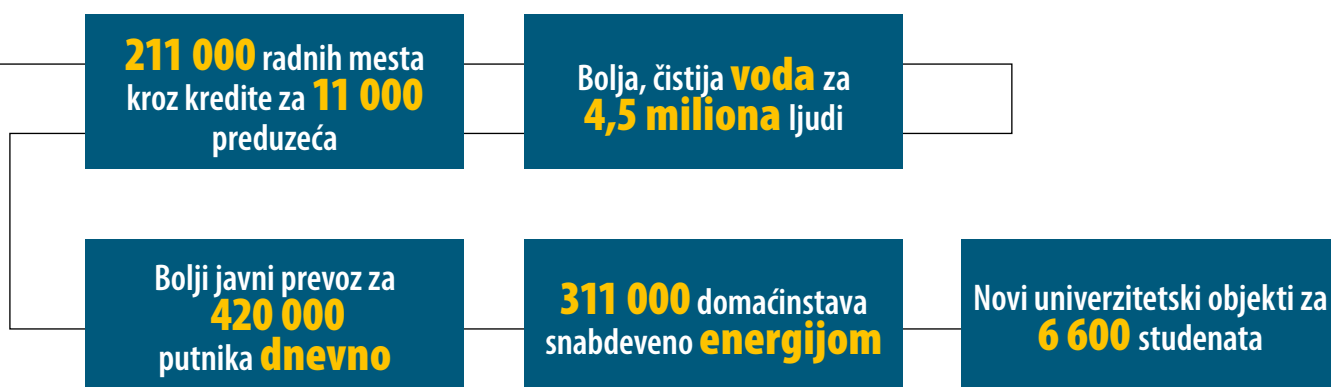 211 000 radnih mesta
kroz kredite za 11 000
preduzeća
Bolja, čistija voda za
4,5 miliona ljudi
Bolji javni prevoz za
420 000
putnika dnevno
311 000 domaćinstava
snabdeveno energijom
Novi univerzitetski objekti za
6 600 studenata